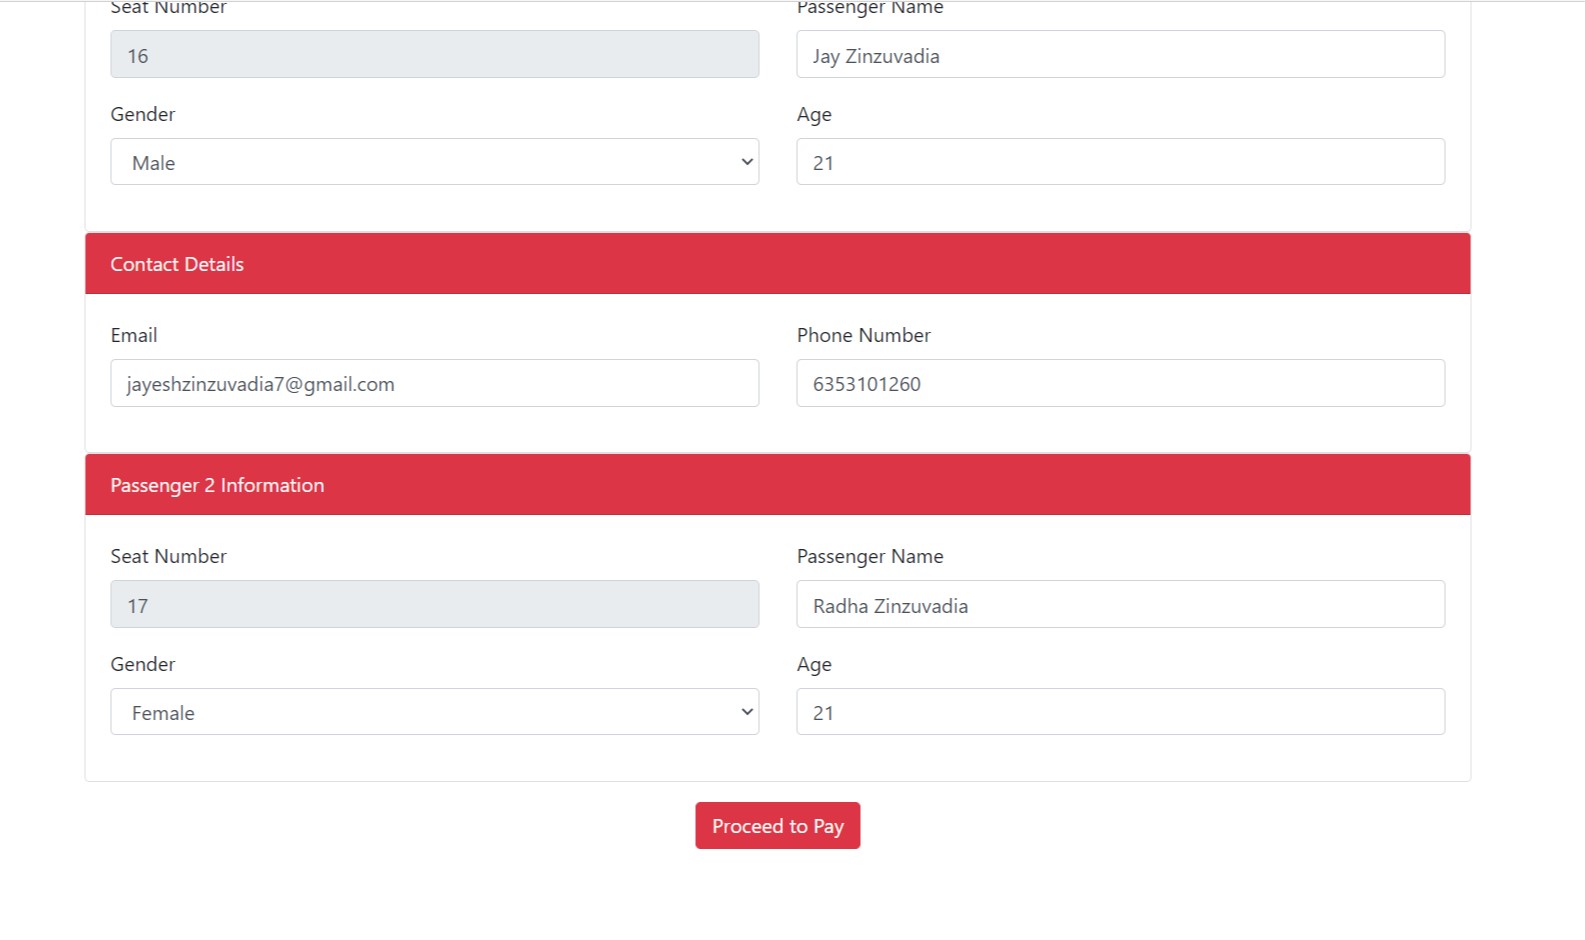 Seat Number
Passenger Name
16
Jay Zinzuvadia
Gender
Age
Male
21
Contact Details
Email
Phone Number
jayeshzinzuvadia7@gmail.com
6353101260
Passenger 2 Information
Seat Number
Passenger Name
17
Radha Zinzuvadia
Gender
Age
Female
21
Proceed to Pay